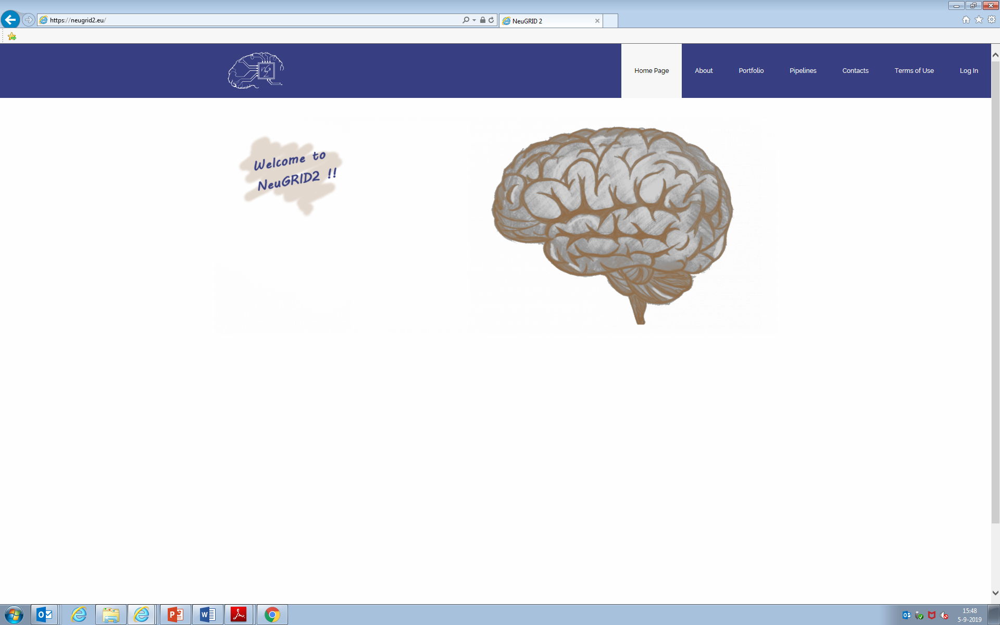 https://neugrid2.eu/
NeuGRID 2
Home Page
About
Portfolio
Pipelines
Contacts
Terms of Use
Log In
Welcome to
NeuGRID2 !!
15:48
5-9-2019